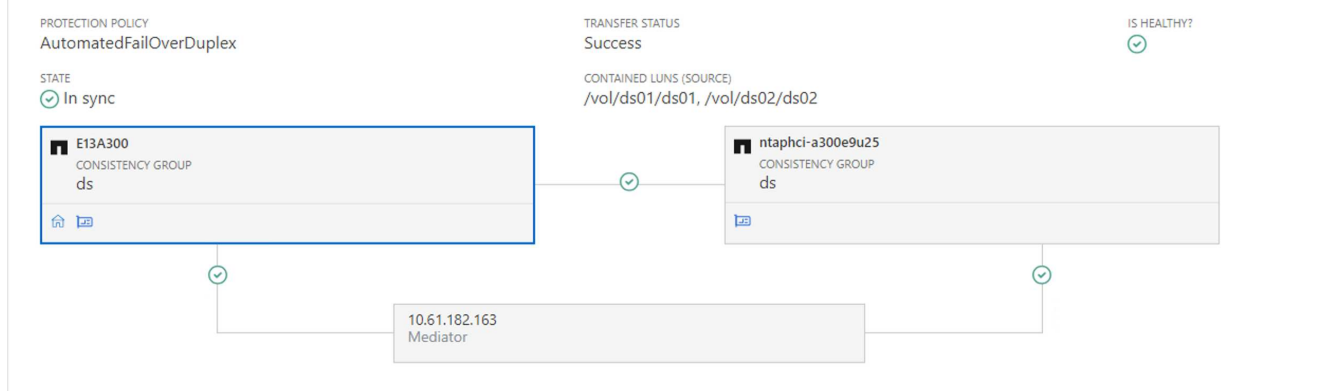 PROTECTION POLICY
AutomatedFailOverDuplex
TRANSFER STATUS
Success
IS HEALTHY?
STATE
In sync
CONTAINED LUNS (SOURCE)
/vol/ds01/ds01, /vol/ds02/ds02
E13A300
CONSISTENCY GROUP
ds
ntaphci-a300e9u25
CONSISTENCY GROUP
ds
10.61.182.163
Mediator